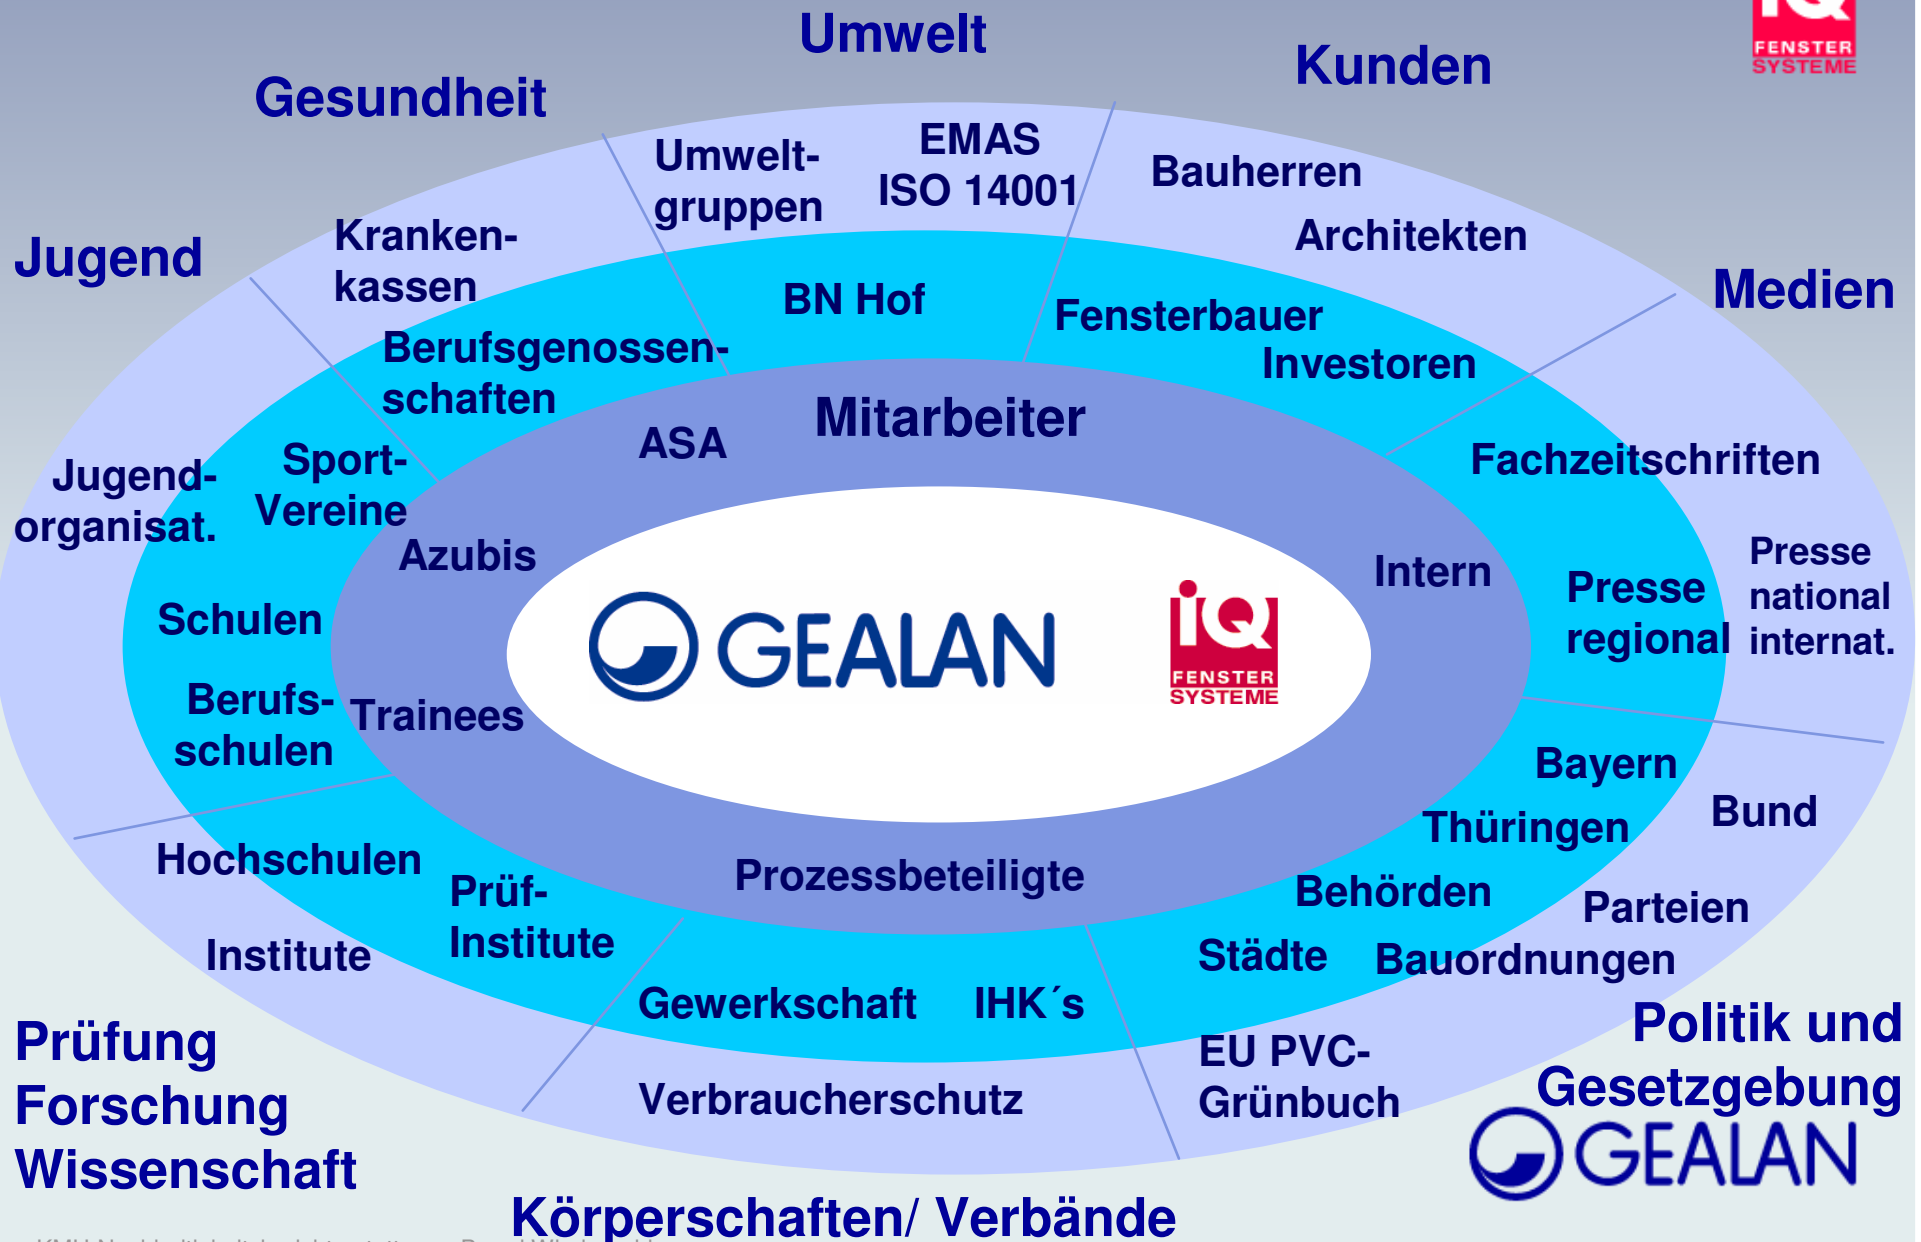 Umwelt
Kunden
iQ
FENSTER
SYSTEME
Gesundheit
Jugend
Medien
Umwelt-
gruppen
EMAS
ISO 14001
Bauherren
Architekten
Kranken-
kassen
BN Hof
Fensterbauer
Investoren
Berufsgenossen-
schaften
ASA
Mitarbeiter
Fachzeitschriften
Jugend-
organisat.
Sport-
Vereine
Azubis
Intern
Presse
regional
Presse
national
internat.
Schulen
GEALAN
iQ
FENSTER
SYSTEME
Berufs-
schulen
Trainees
Bayern
Thüringen
Bund
Hochschulen
Prüf-
Institute
Prozessbeteiligte
Behörden
Parteien
Institute
Städte
Bauordnungen
Gewerkschaft
IHK´s
EU PVC-
Grünbuch
Verbraucherschutz
Prüfung
Forschung
Wissenschaft
Politik und
Gesetzgebung
GEALAN
Körperschaften/ Verbände